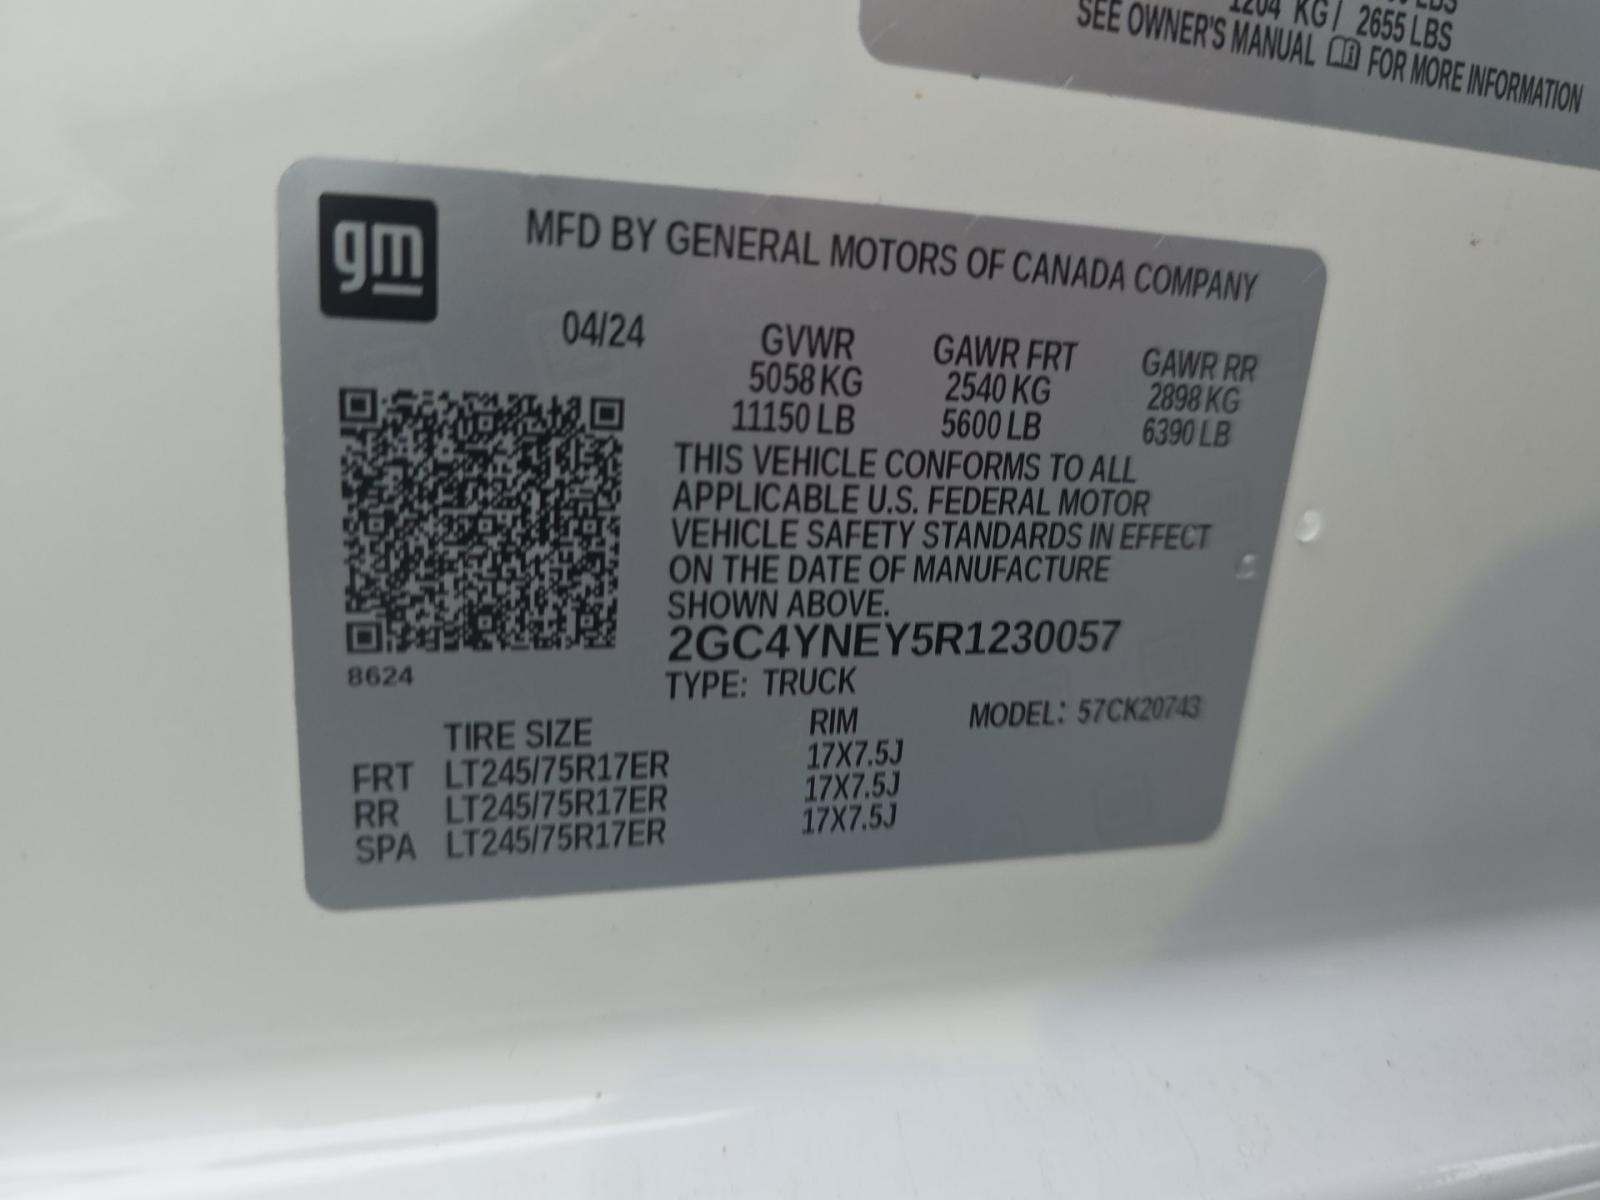 1204 KG / 2655 LBS
SEE OWNER'S MANUAL FOR MORE INFORMATION
gm
MFD BY GENERAL MOTORS OF CANADA COMPANY
04/24 GVWR GAWR FRT GAWR RR
5058 KG 2540 KG 2898 KG
11150 LB 5600 LB 6390 LB
THIS VEHICLE CONFORMS TO ALL
APPLICABLE U.S. FEDERAL MOTOR
VEHICLE SAFETY STANDARDS IN EFFECT
ON THE DATE OF MANUFACTURE
SHOWN ABOVE.
2GC4YNEY5R1230057
8624
TYPE: TRUCK
TIRE SIZE RIM MODEL: 57CK20743
FRT LT245/75R17ER 17X7.5J
RR LT245/75R17ER 17X7.5J
SPA LT245/75R17ER 17X7.5J